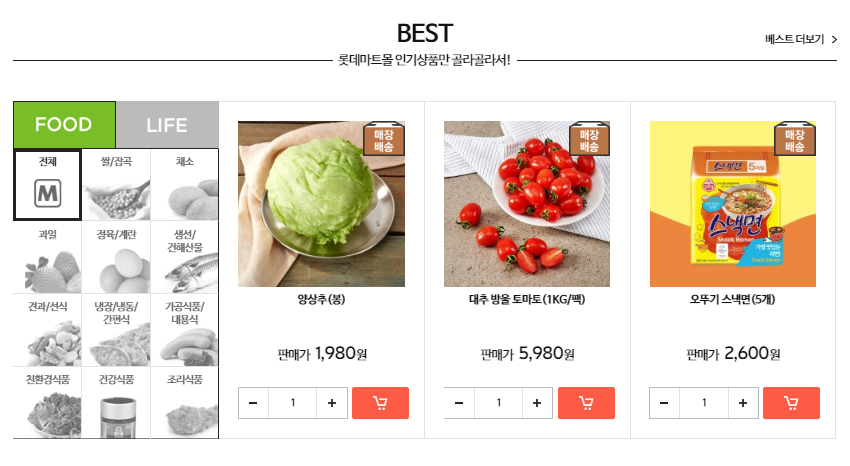 BEST
베스트 더보기 >
롯데마트몰 인기상품만 골라골라서!
FOOD
LIFE
전체
M
쌀/잡곡
채소
과일
정육/계란
생선/
건해산물
견과/선식
냉장/냉동/
간편식
가공식품/
대용식
친환경식품
건강식품
조리식품
매장
배송
양상추(봉)
판매가 1,980원
- 1 +
매장
배송
대추 방울 토마토(1KG/팩)
판매가 5,980원
- 1 +
매장
배송
스낵면 5개입
스낵면
Snack Ramen
오뚜기 스낵면(5개)
판매가 2,600원
- 1 +